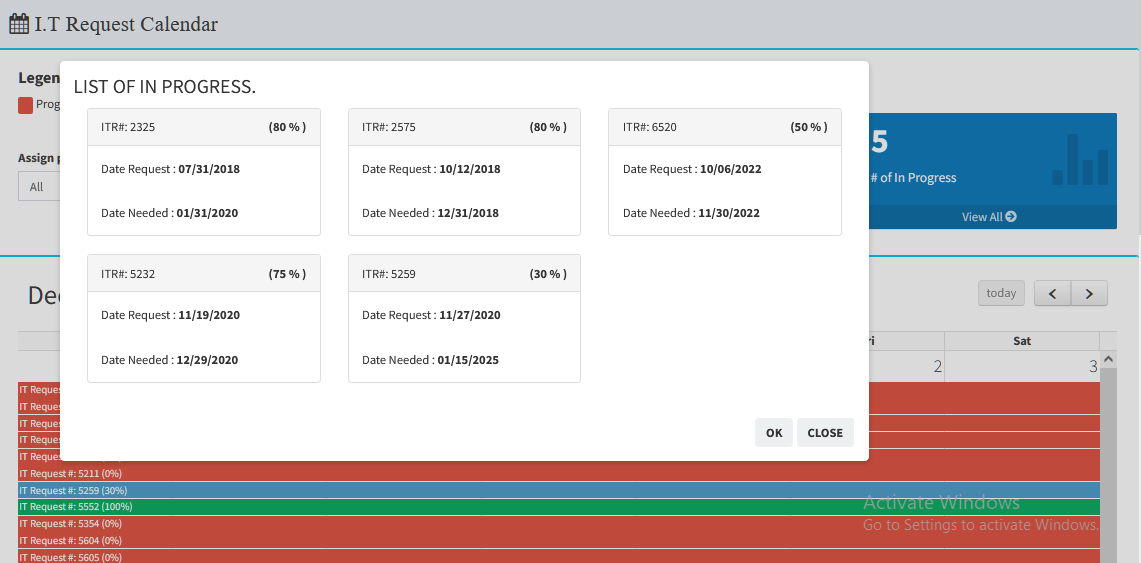 I.T Request Calendar
Legen
Prog
Assign p
All
LIST OF IN PROGRESS.
ITR#: 2325 (80 % )
Date Request : 07/31/2018
Date Needed : 01/31/2020
ITR#: 2575 (80 % )
Date Request : 10/12/2018
Date Needed : 12/31/2018
ITR#: 6520 (50 % )
Date Request : 10/06/2022
Date Needed : 11/30/2022
ITR#: 5232 (75 % )
Date Request : 11/19/2020
Date Needed : 12/29/2020
ITR#: 5259 (30 % )
Date Request : 11/27/2020
Date Needed : 01/15/2025
OK CLOSE
5
# of In Progress
View All
Dec
today
ri Sat
2 3
IT Reques
IT Reques
IT Reques
IT Reques
IT Reques
IT Request #: 5211 (0%)
IT Request #: 5259 (30%)
IT Request #: 5552 (100%)
IT Request #: 5354 (0%)
IT Request #: 5604 (0%)
IT Request #: 5605 (0%)
Activate Windows
Go to Settings to activate Windows.